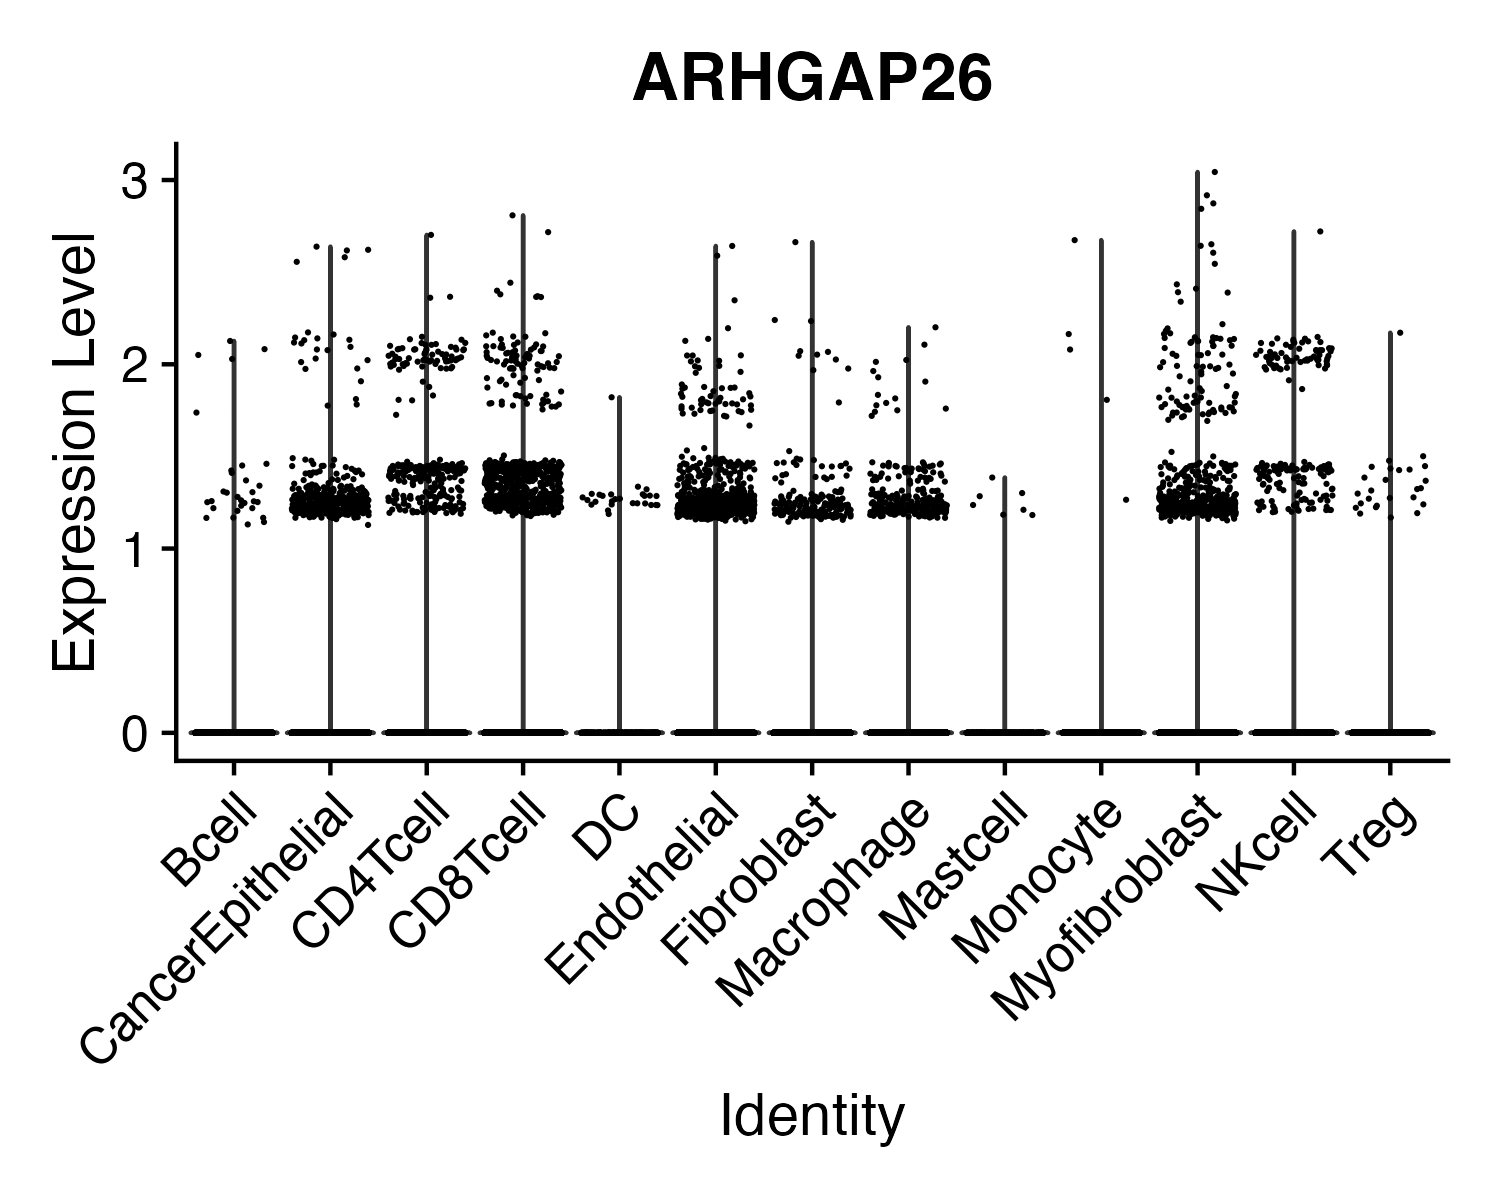 ARHGAP26
Expression Level
3
2
1
0
Bcell
CancerEpithelial
CD4Tcell
CD8Tcell
DC
Endothelial
Fibroblast
Macrophage
Mastcell
Monocyte
Myofibroblast
NKcell
Treg
Identity